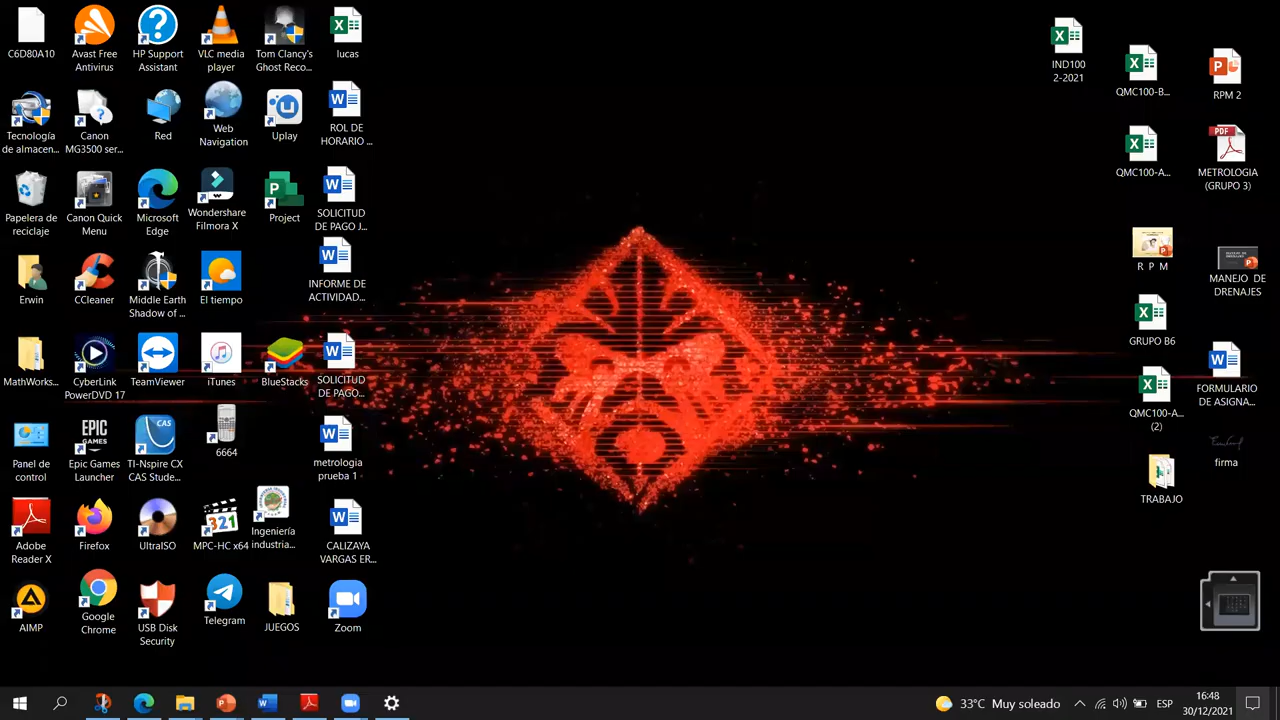 C6D80A10
Avast Free
Antivirus
HP Support
Assistant
VLC media
player
Tom Clancy's
Ghost Reco...
lucas
Tecnología
de almacen...
Canon
MG3500 ser...
Red
Web
Navigation
Uplay
ROL DE
HORARIO ...
Papelera de
reciclaje
Canon Quick
Menu
Microsoft
Edge
Wondershare
Filmora X
Project
SOLICITUD
DE PAGO J...
Erwin
CCleaner
Middle Earth
Shadow of ...
El tiempo
INFORME DE
ACTIVIDAD...
MathWorks...
CyberLink
PowerDVD 17
TeamViewer
iTunes
BlueStacks
SOLICITUD
DE PAGO...
Panel de
control
EPIC
GAMES
Epic Games
Launcher
CAS
TI-Nspire CX
CAS Stude...
6664
metrologia
prueba 1
Adobe
Reader X
Firefox
UltraISO
321
MPC-HC x64
Ingeniería
industria...
CALIZAYA
VARGAS ER...
AIMP
Google
Chrome
USB Disk
Security
Telegram
JUEGOS
Zoom
IND100
2-2021
QMC100-B...
RPM 2
QMC100-A...
PDF
METROLOGIA
(GRUPO 3)
R P M
MANEJO DE
DRENAJES
GRUPO B6
QMC100-A...
(2)
FORMULARIO
DE ASIGNA...
firma
TRABAJO
33°C Muy soleado
ESP
16:48
30/12/2021